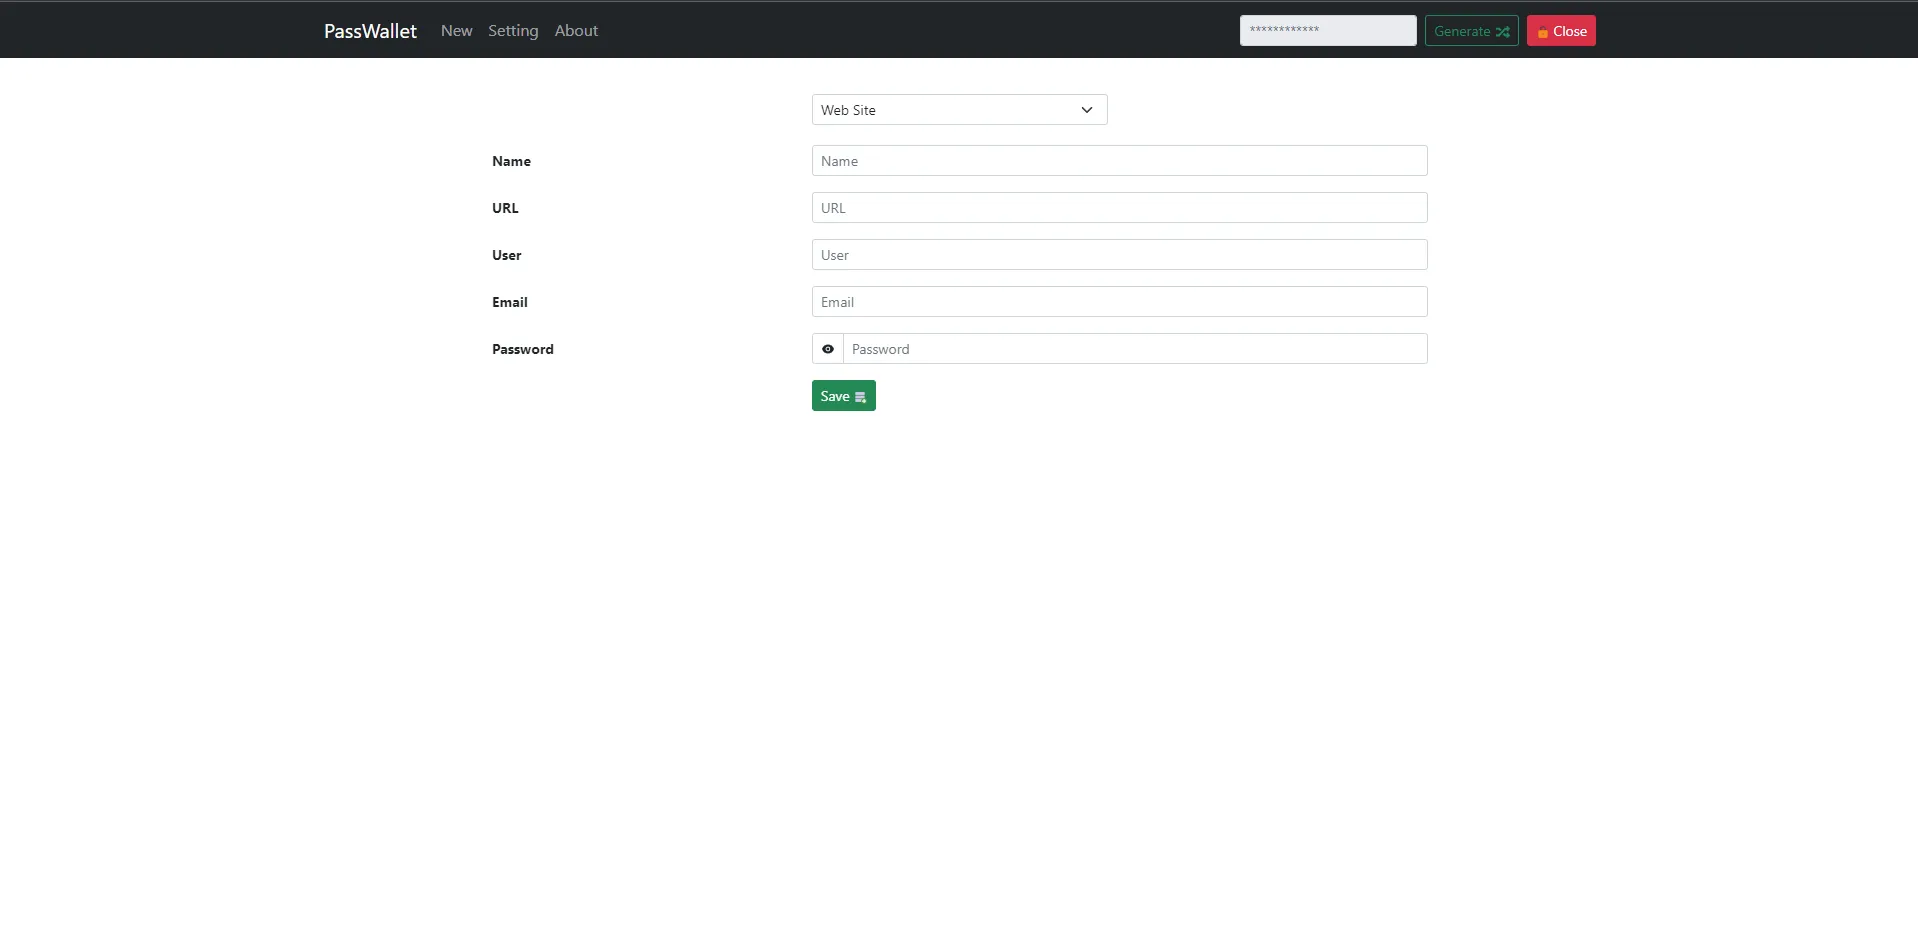 PassWallet New Setting About ************ Generate Close
Web Site
Name Name
URL URL
User User
Email Email
Password Password
Save